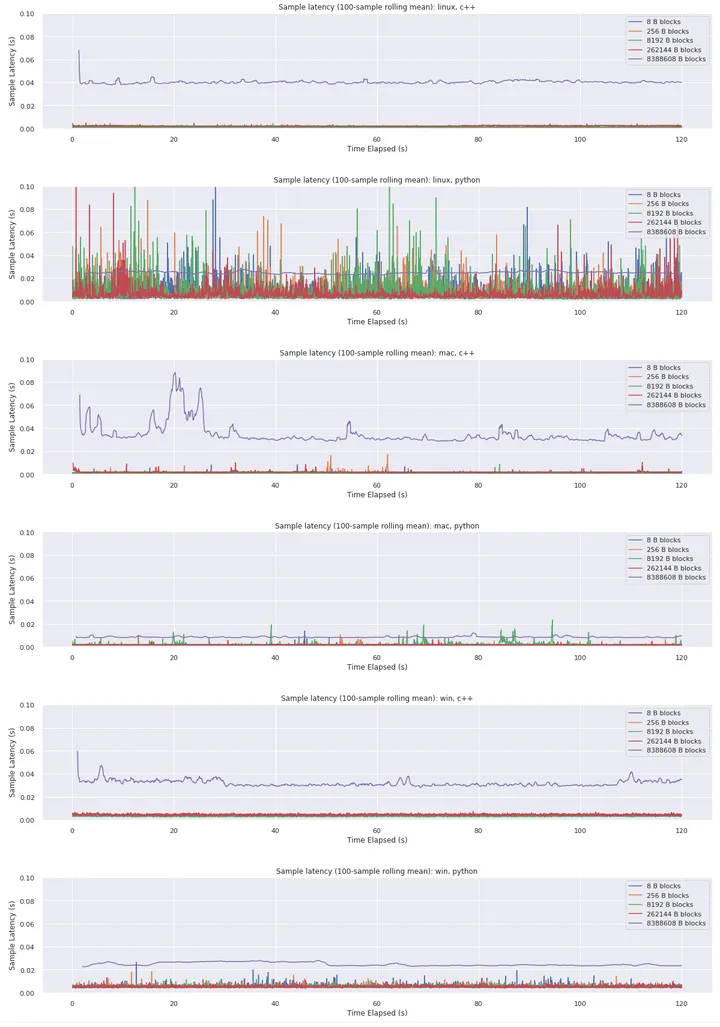 Sample latency (100-sample rolling mean): linux, c++
0.10
0.08
0.06
0.04
0.02
0.00
Sample Latency (s)
8 B blocks
256 B blocks
8192 B blocks
262144 B blocks
8388608 B blocks
0 20 40 60 80 100 120
Time Elapsed (s)
Sample latency (100-sample rolling mean): linux, python
0.10
0.08
0.06
0.04
0.02
0.00
Sample Latency (s)
8 B blocks
256 B blocks
8192 B blocks
262144 B blocks
8388608 B blocks
0 20 40 60 80 100 120
Time Elapsed (s)
Sample latency (100-sample rolling mean): mac, c++
0.10
0.08
0.06
0.04
0.02
0.00
Sample Latency (s)
8 B blocks
256 B blocks
8192 B blocks
262144 B blocks
8388608 B blocks
0 20 40 60 80 100 120
Time Elapsed (s)
Sample latency (100-sample rolling mean): mac, python
0.10
0.08
0.06
0.04
0.02
0.00
Sample Latency (s)
8 B blocks
256 B blocks
8192 B blocks
262144 B blocks
8388608 B blocks
0 20 40 60 80 100 120
Time Elapsed (s)
Sample latency (100-sample rolling mean): win, c++
0.10
0.08
0.06
0.04
0.02
0.00
Sample Latency (s)
8 B blocks
256 B blocks
8192 B blocks
262144 B blocks
8388608 B blocks
0 20 40 60 80 100 120
Time Elapsed (s)
Sample latency (100-sample rolling mean): win, python
0.10
0.08
0.06
0.04
0.02
0.00
Sample Latency (s)
8 B blocks
256 B blocks
8192 B blocks
262144 B blocks
8388608 B blocks
0 20 40 60 80 100 120
Time Elapsed (s)